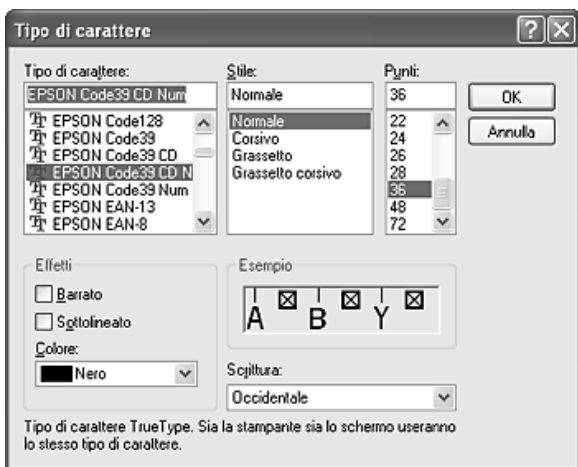 Tipo di carattere
Tipo di carattere:
EPSON Code39 CD Num
EPSON Code128
EPSON Code39
EPSON Code39 CD
EPSON Code39 CD N
EPSON Code39 Num
EPSON EAN-13
EPSON EAN-8
Stile:
Normale
Normale
Corsivo
Grassetto
Grassetto corsivo
Punti:
36
22
24
26
28
36
48
72
OK
Annulla
Effetti
Barrato
Sottolineato
Colore:
Nero
Esempio
A B Y
Scrittura:
Occidentale
Tipo di carattere TrueType. Sia la stampante sia lo schermo useranno
lo stesso tipo di carattere.